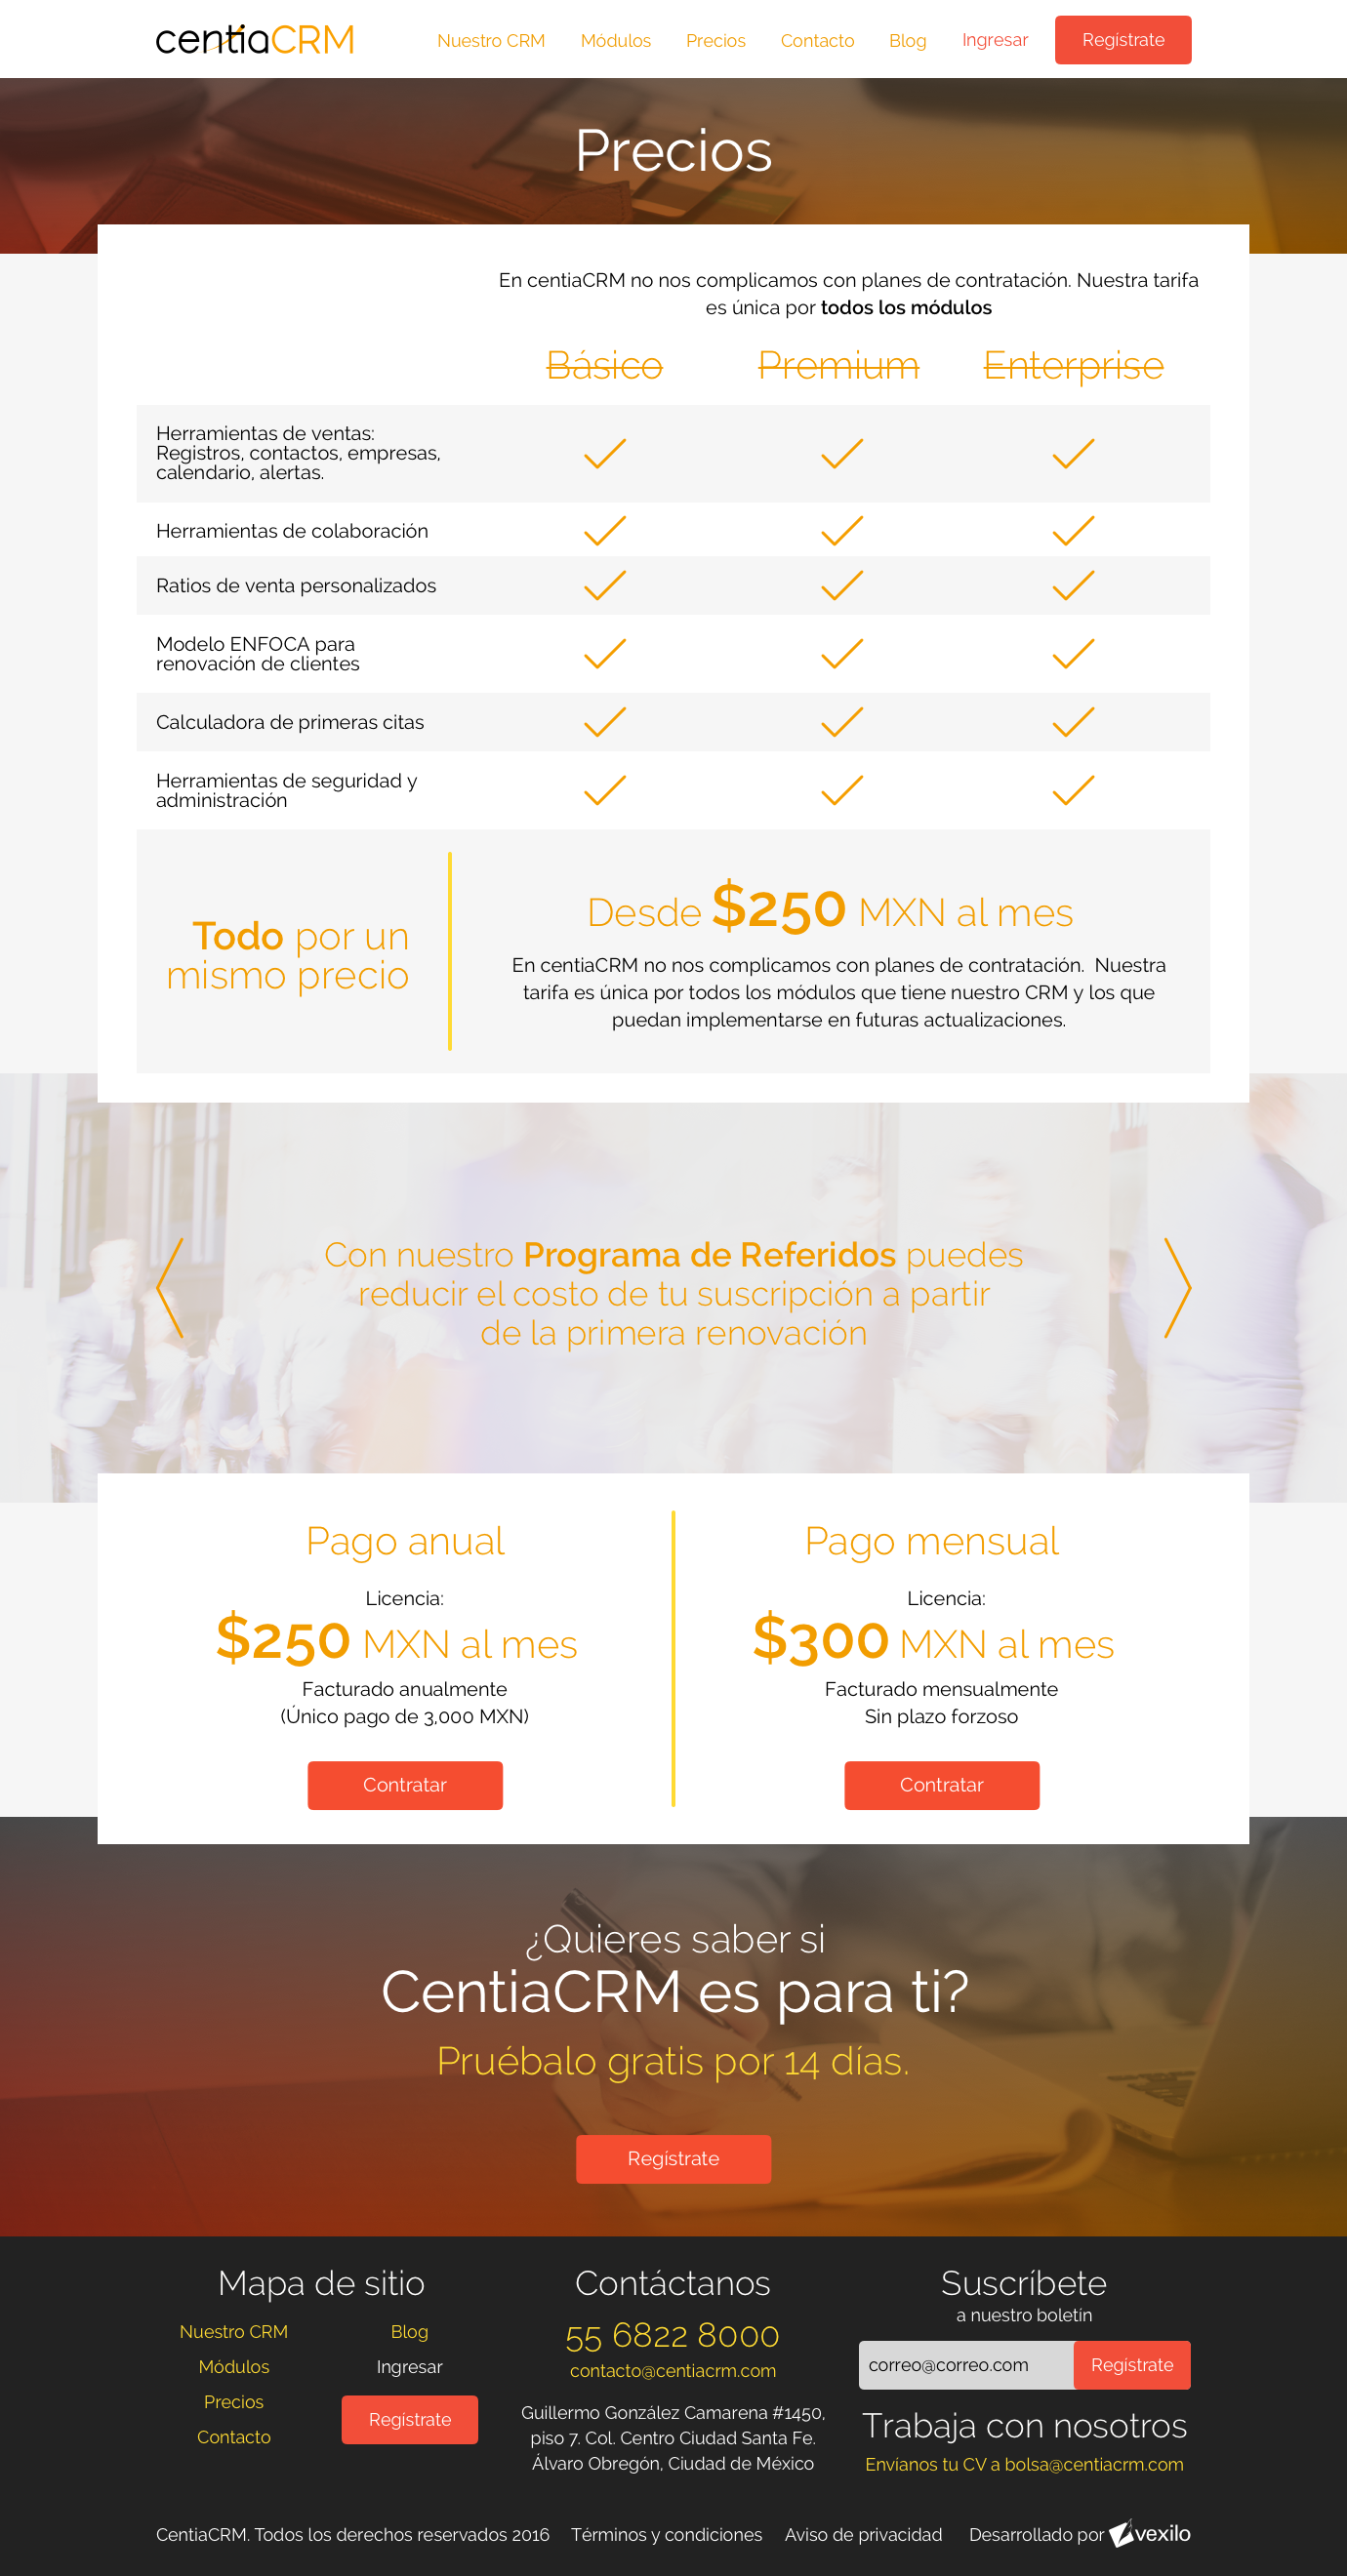 centiaCRM
Nuestro CRM Módulos Precios Contacto Blog Ingresar Regístrate
Precios
En centiaCRM no nos complicamos con planes de contratación. Nuestra tarifa
es única por todos los módulos
Básico Premium Enterprise
Herramientas de ventas:
Registros, contactos, empresas,
calendario, alertas.
Herramientas de colaboración
Ratios de venta personalizados
Modelo ENFOCA para
renovación de clientes
Calculadora de primeras citas
Herramientas de seguridad y
administración
Todo por un
mismo precio
Desde $250 MXN al mes
En centiaCRM no nos complicamos con planes de contratación. Nuestra
tarifa es única por todos los módulos que tiene nuestro CRM y los que
puedan implementarse en futuras actualizaciones.
Con nuestro Programa de Referidos puedes
reducir el costo de tu suscripción a partir
de la primera renovación
Pago anual
Licencia:
$250 MXN al mes
Facturado anualmente
(Único pago de 3,000 MXN)
Contratar
Pago mensual
Licencia:
$300 MXN al mes
Facturado mensualmente
Sin plazo forzoso
Contratar
¿Quieres saber si
CentiaCRM es para ti?
Pruébalo gratis por 14 días.
Regístrate
Mapa de sitio
Nuestro CRM
Módulos
Precios
Contacto
Blog
Ingresar
Regístrate
Contáctanos
55 6822 8000
contacto@centiacrm.com
Guillermo González Camarena #1450,
piso 7. Col. Centro Ciudad Santa Fe.
Álvaro Obregón, Ciudad de México
Suscríbete
a nuestro boletín
correo@correo.com Regístrate
Trabaja con nosotros
Envíanos tu CV a bolsa@centiacrm.com
CentiaCRM. Todos los derechos reservados 2016 Términos y condiciones Aviso de privacidad Desarrollado por vexilo